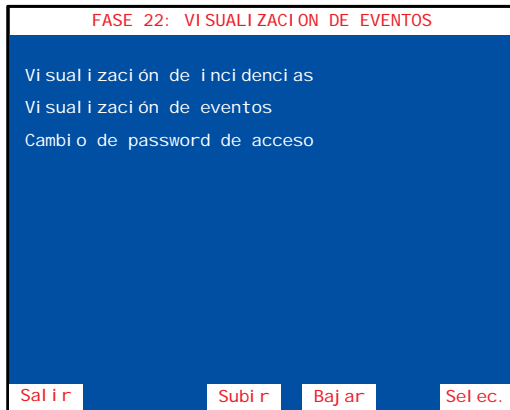 FASE 22: VISUALIZACION DE EVENTOS
Visualización de incidencias
Visualización de eventos
Cambio de password de acceso
Salir Subir Bajar Selec.